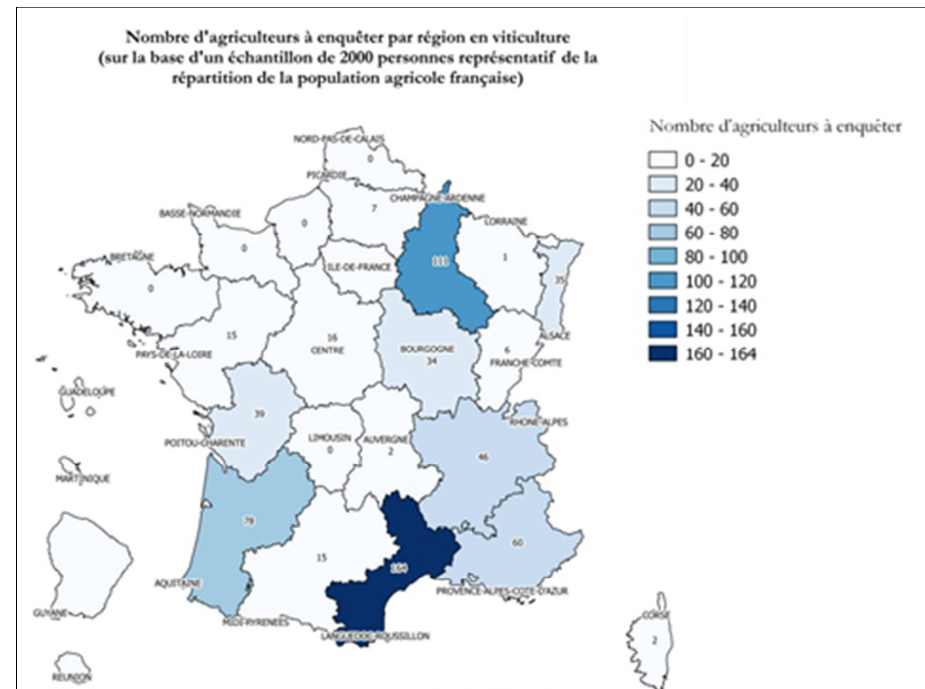 Nombre d'agriculteurs à enquêter par région en viticulture
(sur la base d'un échantillon de 2000 personnes représentatif de la
répartition de la population agricole française)
Nombre d'agriculteurs à enquêter
0 - 20
20 - 40
40 - 60
60 - 80
80 - 100
100 - 120
120 - 140
140 - 160
160 - 164
NORD-PAS-DE-CALAIS
0
PICARDIE
7
CHAMPAGNE-ARDENNE
111
LORRAINE
1
BASSE-NORMANDIE
0
0
ILE-DE-FRANCE
35
ALSACE
BRETAGNE
0
15
PAYS-DE-LA-LOIRE
16
CENTRE
BOURGOGNE
34
6
FRANCHE-COMTE
GUADELOUPE
39
POITOU-CHARENTE
LIMOUSIN
0
AUVERGNE
2
RHONE-ALPES
46
MARTINIQUE
78
AQUITAINE
15
MIDI-PYRENEES
164
LANGUEDOC-ROUSSILLON
60
PROVENCE-ALPES-COTE-D'AZUR
GUYANE
REUNION
CORSE
2